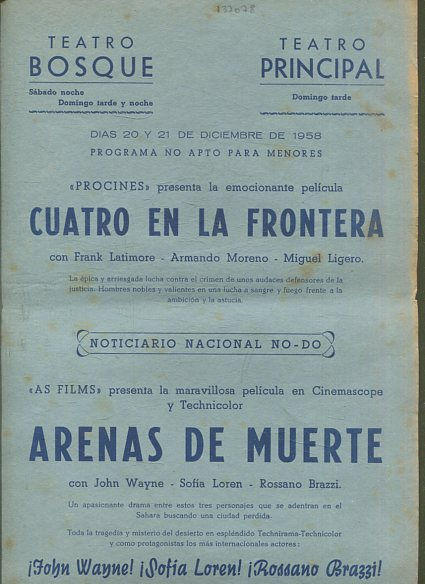 132678
TEATRO
BOSQUE
Sábado noche
Domingo tarde y noche
TEATRO
PRINCIPAL
Domingo tarde
DIAS 20 Y 21 DE DICIEMBRE DE 1958
PROGRAMA NO APTO PARA MENORES
«PROCINES» presenta la emocionante película
CUATRO EN LA FRONTERA
con Frank Latimore - Armando Moreno - Miguel Ligero.
La épica y arriesgada lucha contra el crimen de unos audaces defensores de la
justicia. Hombres nobles y valientes en una lucha a sangre y fuego frente a la
ambición y la astucia.
NOTICIARIO NACIONAL NO-DO
«AS FILMS» presenta la maravillosa película en Cinemascope
y Technicolor
ARENAS DE MUERTE
con John Wayne - Sofía Loren - Rossano Brazzi.
Un apasionante drama entre estos tres personajes que se adentran en el
Sahara buscando una ciudad perdida.
Toda la tragedia y misterio del desierto en espléndido Technirama-Technicolor
y como protagonistas los más internacionales actores:
¡John Wayne! ¡Sofía Loren! ¡Rossano Brazzi!